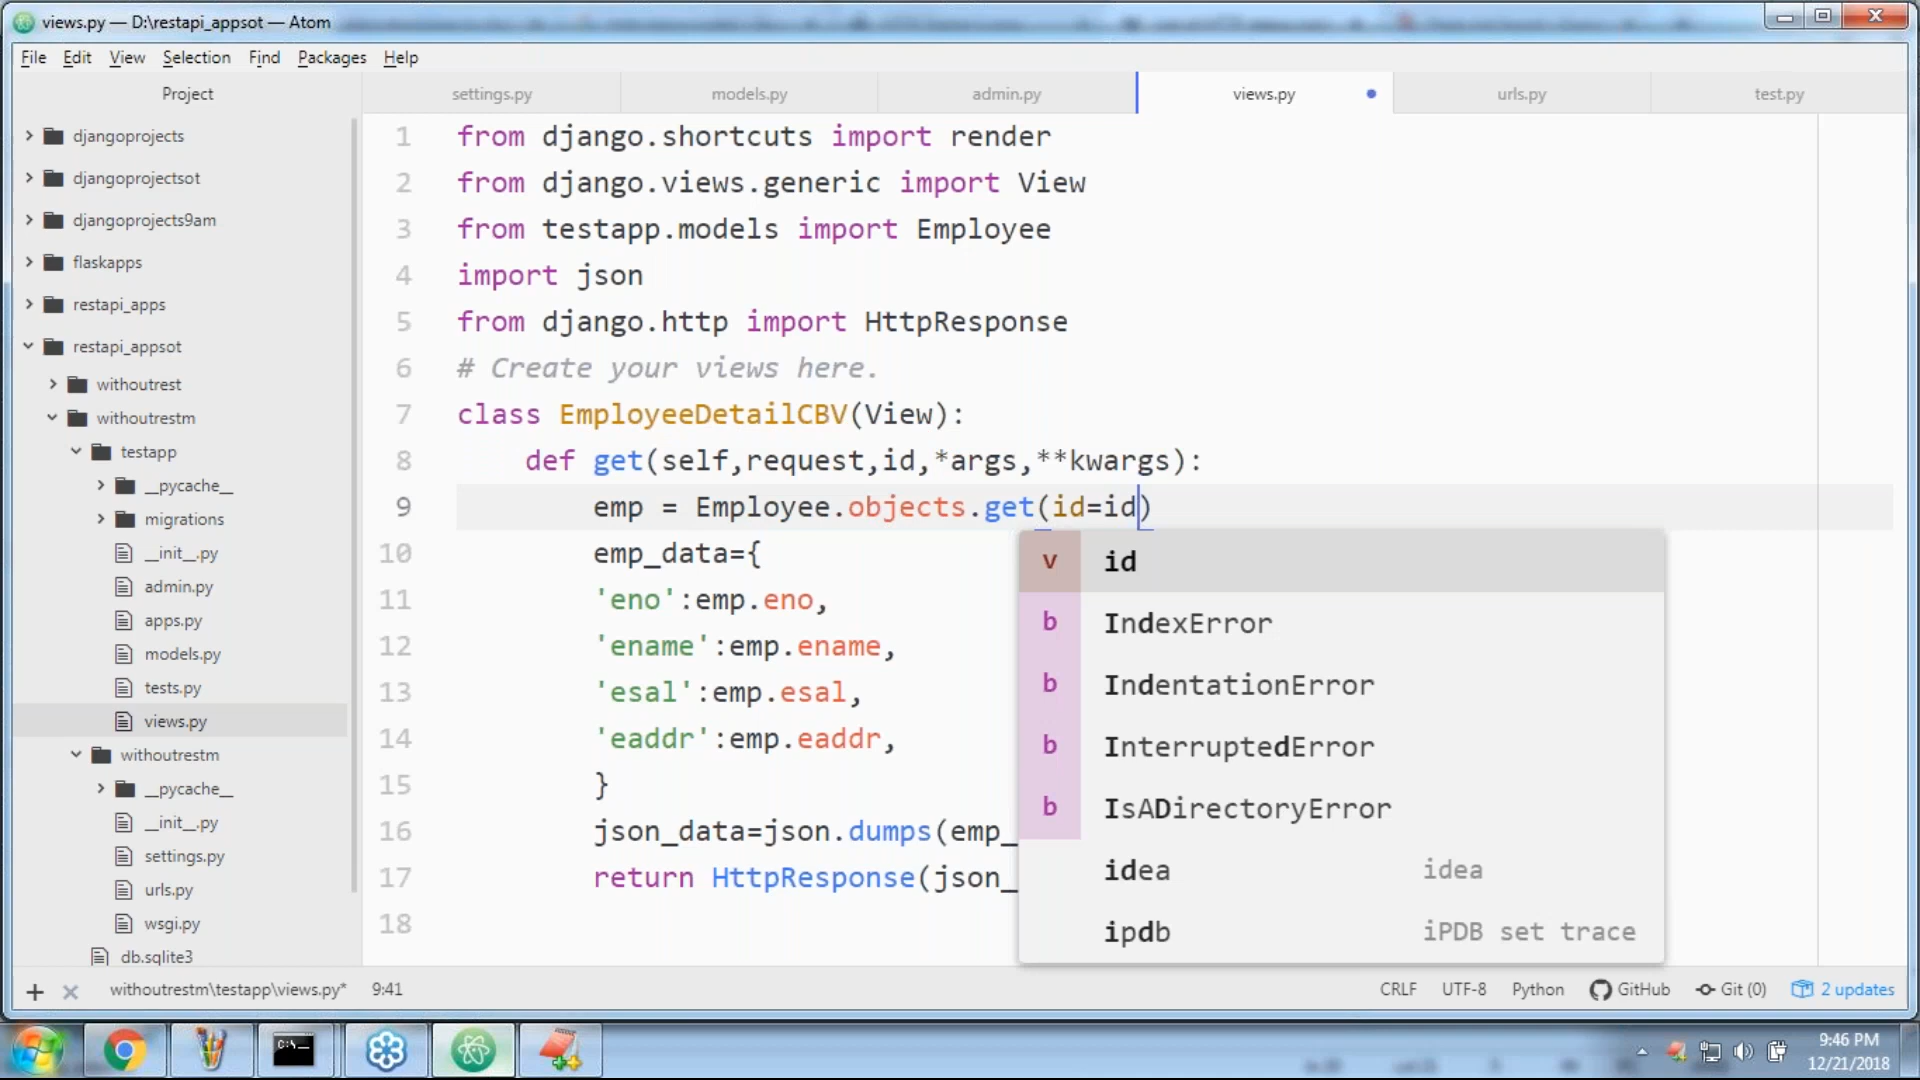 views.py — D:\restapi_appsot — Atom
File Edit View Selection Find Packages Help
Project
settings.py models.py admin.py views.py urls.py test.py
djangoprojects
djangoprojectsot
djangoprojects9am
flaskapps
restapi_apps
restapi_appsot
withoutrest
withoutrestm
testapp
__pycache__
migrations
__init__.py
admin.py
apps.py
models.py
tests.py
views.py
withoutrestm
__pycache__
__init__.py
settings.py
urls.py
wsgi.py
db.sqlite3
1 from django.shortcuts import render
2 from django.views.generic import View
3 from testapp.models import Employee
4 import json
5 from django.http import HttpResponse
6 # Create your views here.
7 class EmployeeDetailCBV(View):
8 def get(self,request,id,*args,**kwargs):
9 emp = Employee.objects.get(id=id)
10 emp_data={
11 'eno':emp.eno,
12 'ename':emp.ename,
13 'esal':emp.esal,
14 'eaddr':emp.eaddr,
15 }
16 json_data=json.dumps(emp_
17 return HttpResponse(json_
18
v id
b IndexError
b IndentationError
b InterruptedError
b IsADirectoryError
idea idea
ipdb iPDB set trace
withoutrestm\testapp\views.py* 9:41 CRLF UTF-8 Python GitHub Git (0) 2 updates
C:\
9:46 PM
12/21/2018